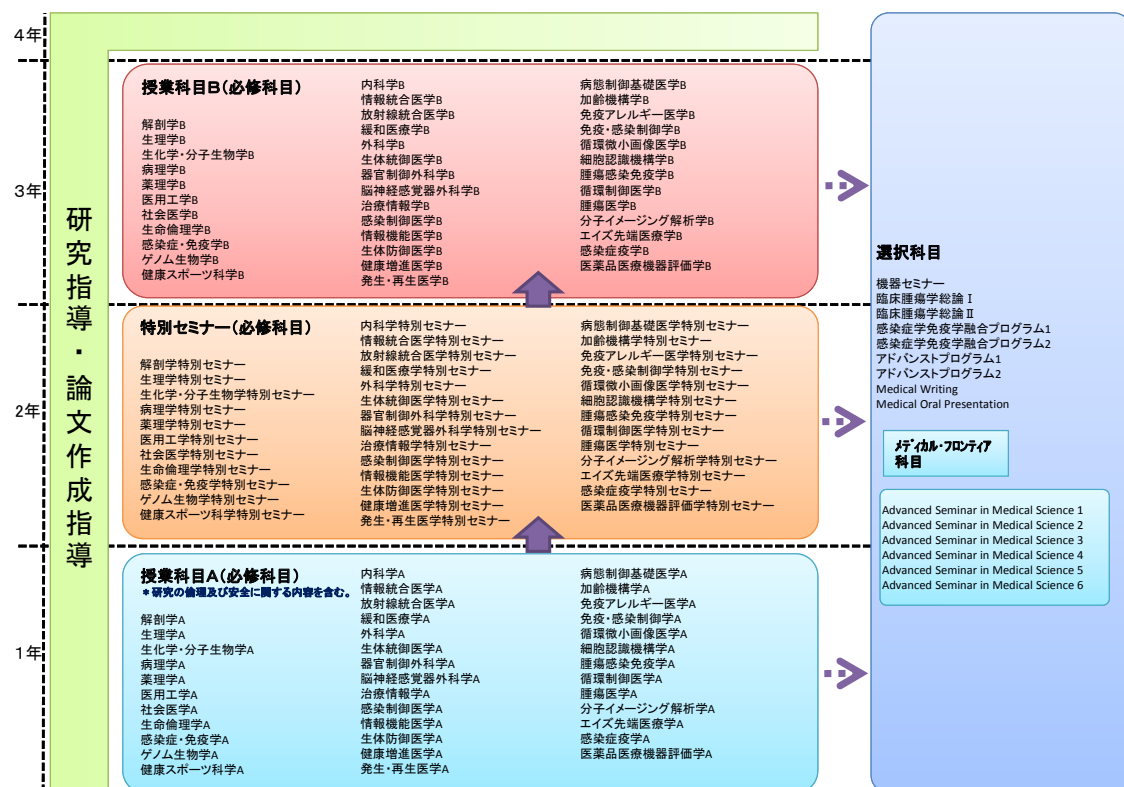 4年
3年
2年
1年
研究指導・論文作成指導
授業科目B(必修科目)
解剖学B
生理学B
生化学・分子生物学B
病理学B
薬理学B
医用工学B
社会医学B
生命倫理学B
感染症・免疫学B
ゲノム生物学B
健康スポーツ科学B
内科学B
情報統合医学B
放射線統合医学B
緩和医療学B
外科学B
生体統御医学B
器官制御外科学B
脳神経感覚器外科学B
治療情報学B
感染制御医学B
情報機能医学B
生体防御医学B
健康増進医学B
発生・再生医学B
病態制御基礎医学B
加齢機構学B
免疫アレルギー医学B
免疫・感染制御学B
循環微小画像医学B
細胞認識機構学B
腫瘍感染免疫学B
循環制御医学B
腫瘍医学B
分子イメージング解析学B
エイズ先端医療学B
感染症疫学B
医薬品医療機器評価学B
特別セミナー(必修科目)
解剖学特別セミナー
生理学特別セミナー
生化学・分子生物学特別セミナー
病理学特別セミナー
薬理学特別セミナー
医用工学特別セミナー
社会医学特別セミナー
生命倫理学特別セミナー
感染症・免疫学特別セミナー
ゲノム生物学特別セミナー
健康スポーツ科学特別セミナー
内科学特別セミナー
情報統合医学特別セミナー
放射線統合医学特別セミナー
緩和医療学特別セミナー
外科学特別セミナー
生体統御医学特別セミナー
器官制御外科学特別セミナー
脳神経感覚器外科学特別セミナー
治療情報学特別セミナー
感染制御医学特別セミナー
情報機能医学特別セミナー
生体防御医学特別セミナー
健康増進医学特別セミナー
発生・再生医学特別セミナー
病態制御基礎医学特別セミナー
加齢機構学特別セミナー
免疫アレルギー医学特別セミナー
免疫・感染制御学特別セミナー
循環微小画像医学特別セミナー
細胞認識機構学特別セミナー
腫瘍感染免疫学特別セミナー
循環制御医学特別セミナー
腫瘍医学特別セミナー
分子イメージング解析学特別セミナー
エイズ先端医療学特別セミナー
感染症疫学特別セミナー
医薬品医療機器評価学特別セミナー
授業科目A(必修科目)
*研究の倫理及び安全に関する内容を含む。
解剖学A
生理学A
生化学・分子生物学A
病理学A
薬理学A
医用工学A
社会医学A
生命倫理学A
感染症・免疫学A
ゲノム生物学A
健康スポーツ科学A
内科学A
情報統合医学A
放射線統合医学A
緩和医療学A
外科学A
生体統御医学A
器官制御外科学A
脳神経感覚器外科学A
治療情報学A
感染制御医学A
情報機能医学A
生体防御医学A
健康増進医学A
発生・再生医学A
病態制御基礎医学A
加齢機構学A
免疫アレルギー医学A
免疫・感染制御学A
循環微小画像医学A
細胞認識機構学A
腫瘍感染免疫学A
循環制御医学A
腫瘍医学A
分子イメージング解析学A
エイズ先端医療学A
感染症疫学A
医薬品医療機器評価学A
選択科目
機器セミナー
臨床腫瘍学総論Ⅰ
臨床腫瘍学総論Ⅱ
感染症学免疫学融合プログラム1
感染症学免疫学融合プログラム2
アドバンストプログラム1
アドバンストプログラム2
Medical Writing
Medical Oral Presentation
メディカル・フロンティア
科目
Advanced Seminar in Medical Science 1
Advanced Seminar in Medical Science 2
Advanced Seminar in Medical Science 3
Advanced Seminar in Medical Science 4
Advanced Seminar in Medical Science 5
Advanced Seminar in Medical Science 6